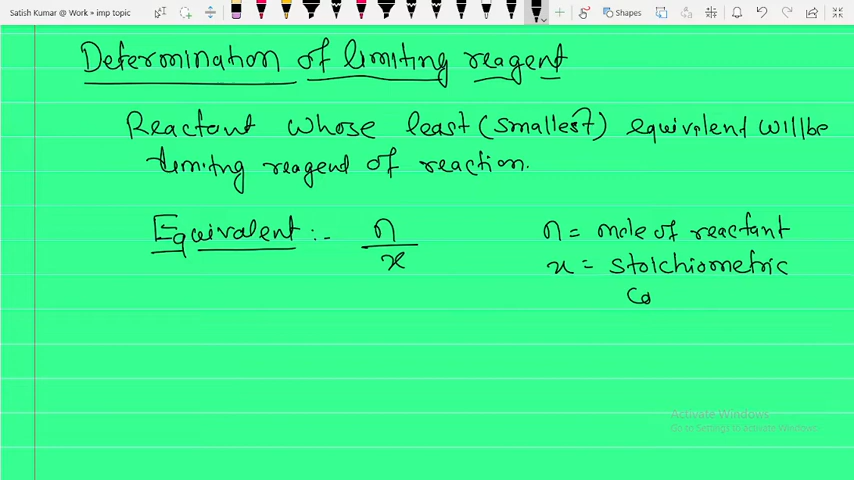 Satish Kumar @ Work » imp topic
Shapes
Determination of limiting reagent
Reactant whose least (smallest) equivalent will be
limiting reagent of reaction.
Equivalent :- n/x
n = mole of reactant
x = stoichiometric
Co
Activate Windows
Go to Settings to activate Windows.